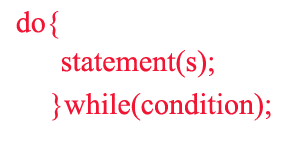 do{
statement(s);
}while(condition);